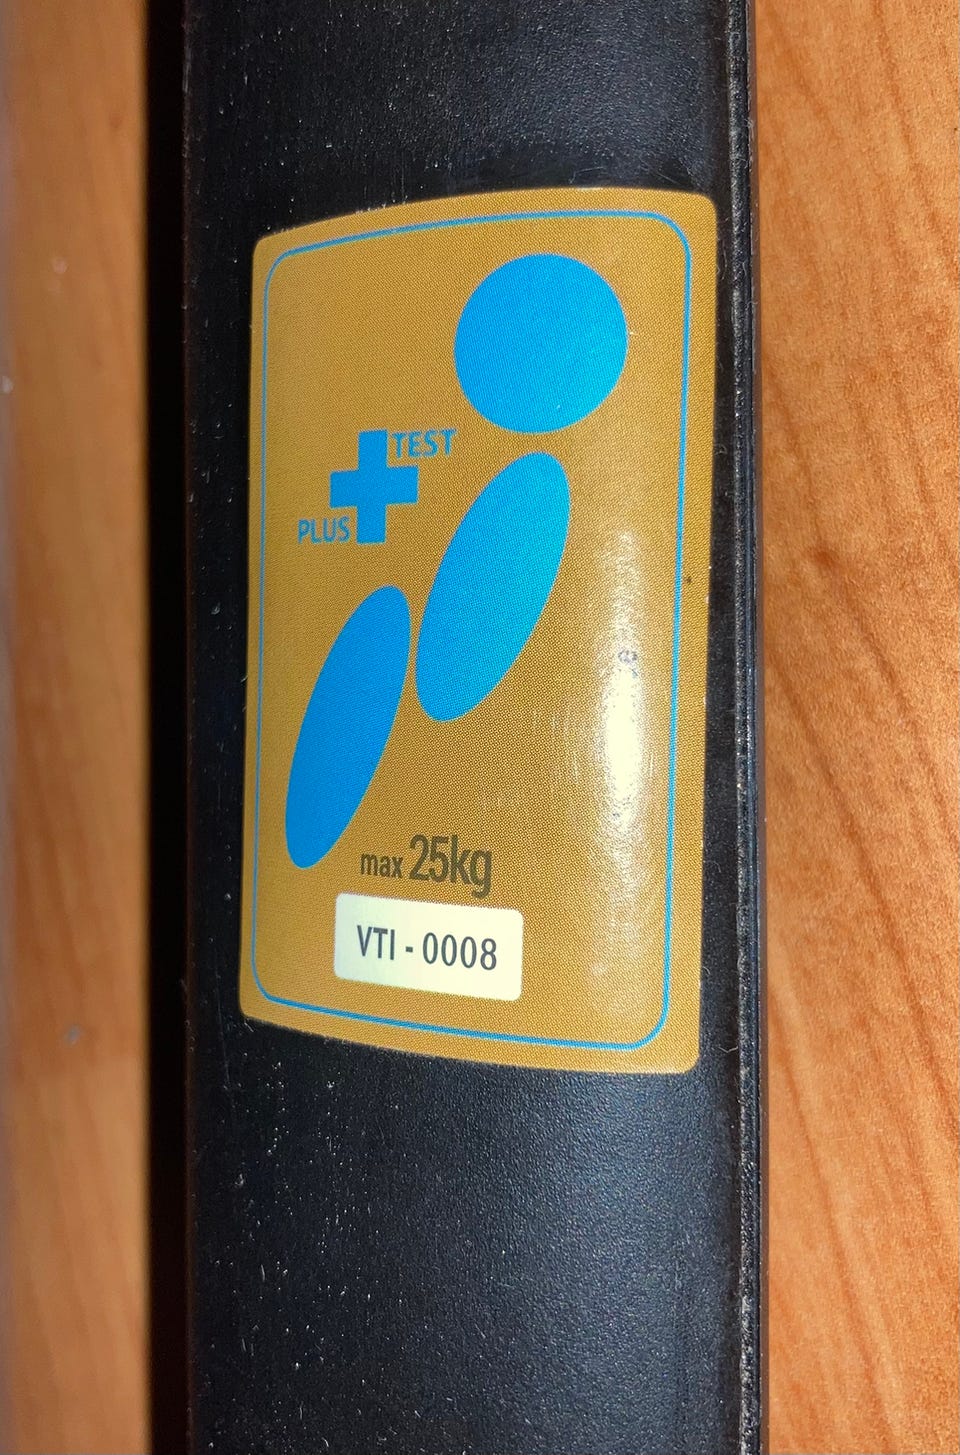 TEST
PLUS
max 25kg
VTI - 0008